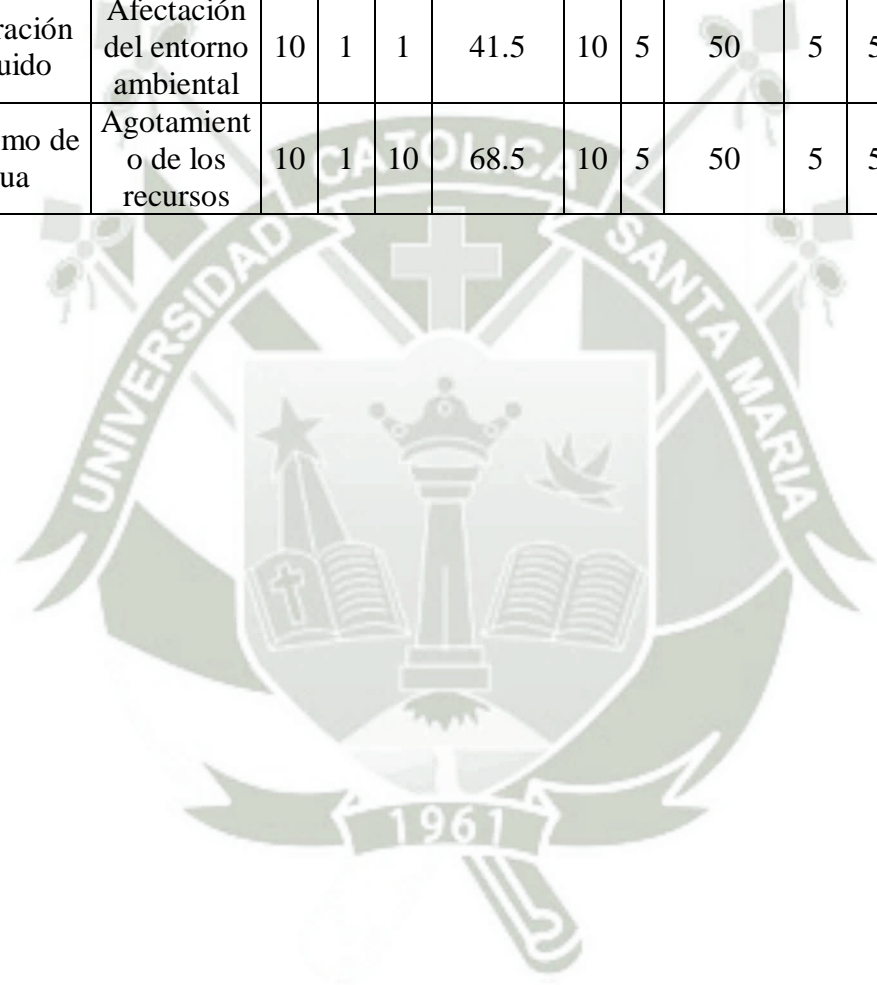 ración
uido
Afectación
del entorno
ambiental
10 1 1 41.5 10 5 50 5 5
mo de
ua
Agotamient
o de los
recursos
10 1 10 68.5 10 5 50 5 5
UNIVERSIDAD CATOLICA SANTA MARIA
1961